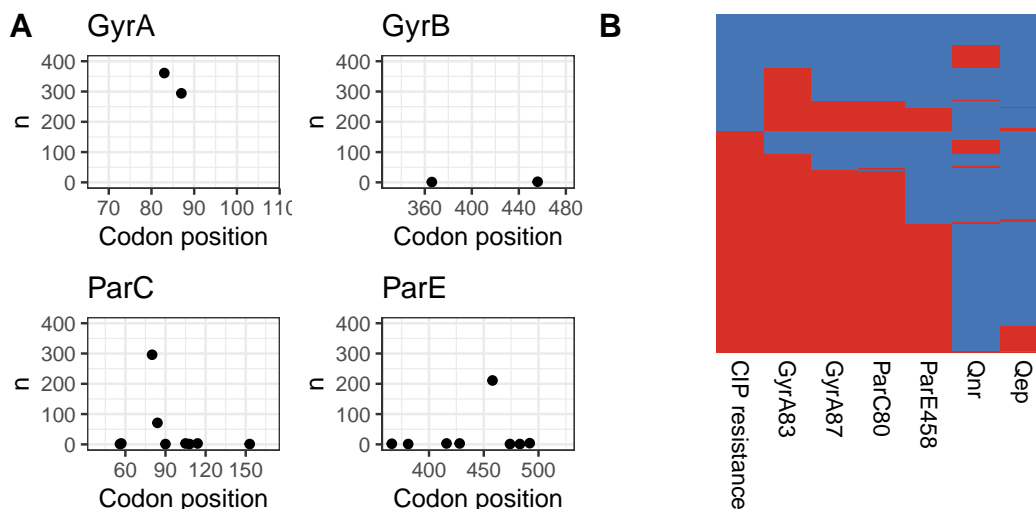 A
GyrA
n
400
300
200
100
0
70 80 90 100 11
Codon position
GyrB
n
400
300
200
100
0
360 400 440 480
Codon position
ParC
n
400
300
200
100
0
60 90 120 150
Codon position
ParE
n
400
300
200
100
0
400 450 500
Codon position
B
CIP resistance
GyrA83
GyrA87
ParC80
ParE458
Qnr
Qep